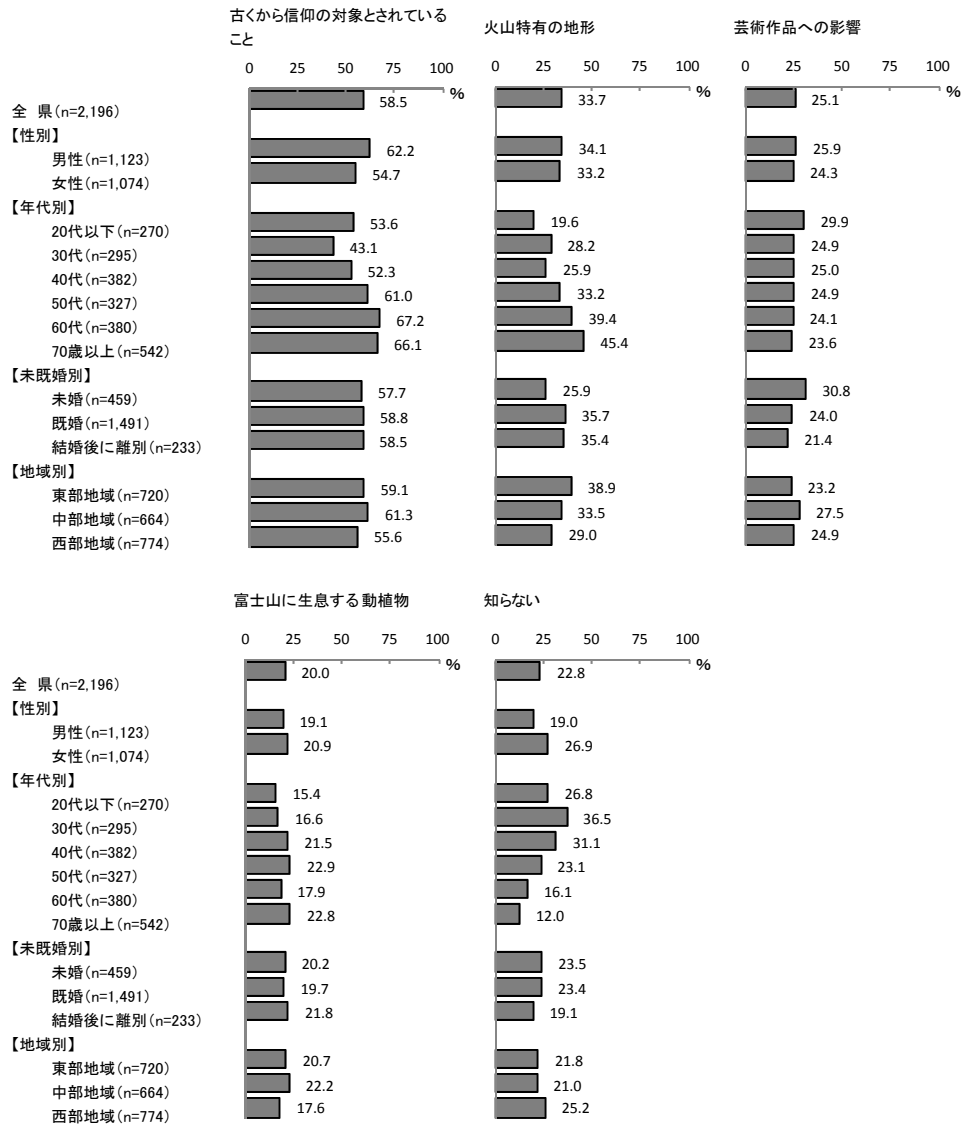 古くから信仰の対象とされている
こと
火山特有の地形
芸術作品への影響
0 25 50 75 100
0 25 50 75 100
0 25 50 75 100
%
%
%
全 県(n=2,196) 58.5 33.7 25.1
【性別】
男性(n=1,123) 62.2 34.1 25.9
女性(n=1,074) 54.7 33.2 24.3
【年代別】
20代以下(n=270) 53.6 19.6 29.9
30代(n=295) 43.1 28.2 24.9
40代(n=382) 52.3 25.9 25.0
50代(n=327) 61.0 33.2 24.9
60代(n=380) 67.2 39.4 24.1
70歳以上(n=542) 66.1 45.4 23.6
【未既婚別】
未婚(n=459) 57.7 25.9 30.8
既婚(n=1,491) 58.8 35.7 24.0
結婚後に離別(n=233) 58.5 35.4 21.4
【地域別】
東部地域(n=720) 59.1 38.9 23.2
中部地域(n=664) 61.3 33.5 27.5
西部地域(n=774) 55.6 29.0 24.9
富士山に生息する動植物
知らない
0 25 50 75 100
0 25 50 75 100
%
%
全 県(n=2,196) 20.0 22.8
【性別】
男性(n=1,123) 19.1 19.0
女性(n=1,074) 20.9 26.9
【年代別】
20代以下(n=270) 15.4 26.8
30代(n=295) 16.6 36.5
40代(n=382) 21.5 31.1
50代(n=327) 22.9 23.1
60代(n=380) 17.9 16.1
70歳以上(n=542) 22.8 12.0
【未既婚別】
未婚(n=459) 20.2 23.5
既婚(n=1,491) 19.7 23.4
結婚後に離別(n=233) 21.8 19.1
【地域別】
東部地域(n=720) 20.7 21.8
中部地域(n=664) 22.2 21.0
西部地域(n=774) 17.6 25.2